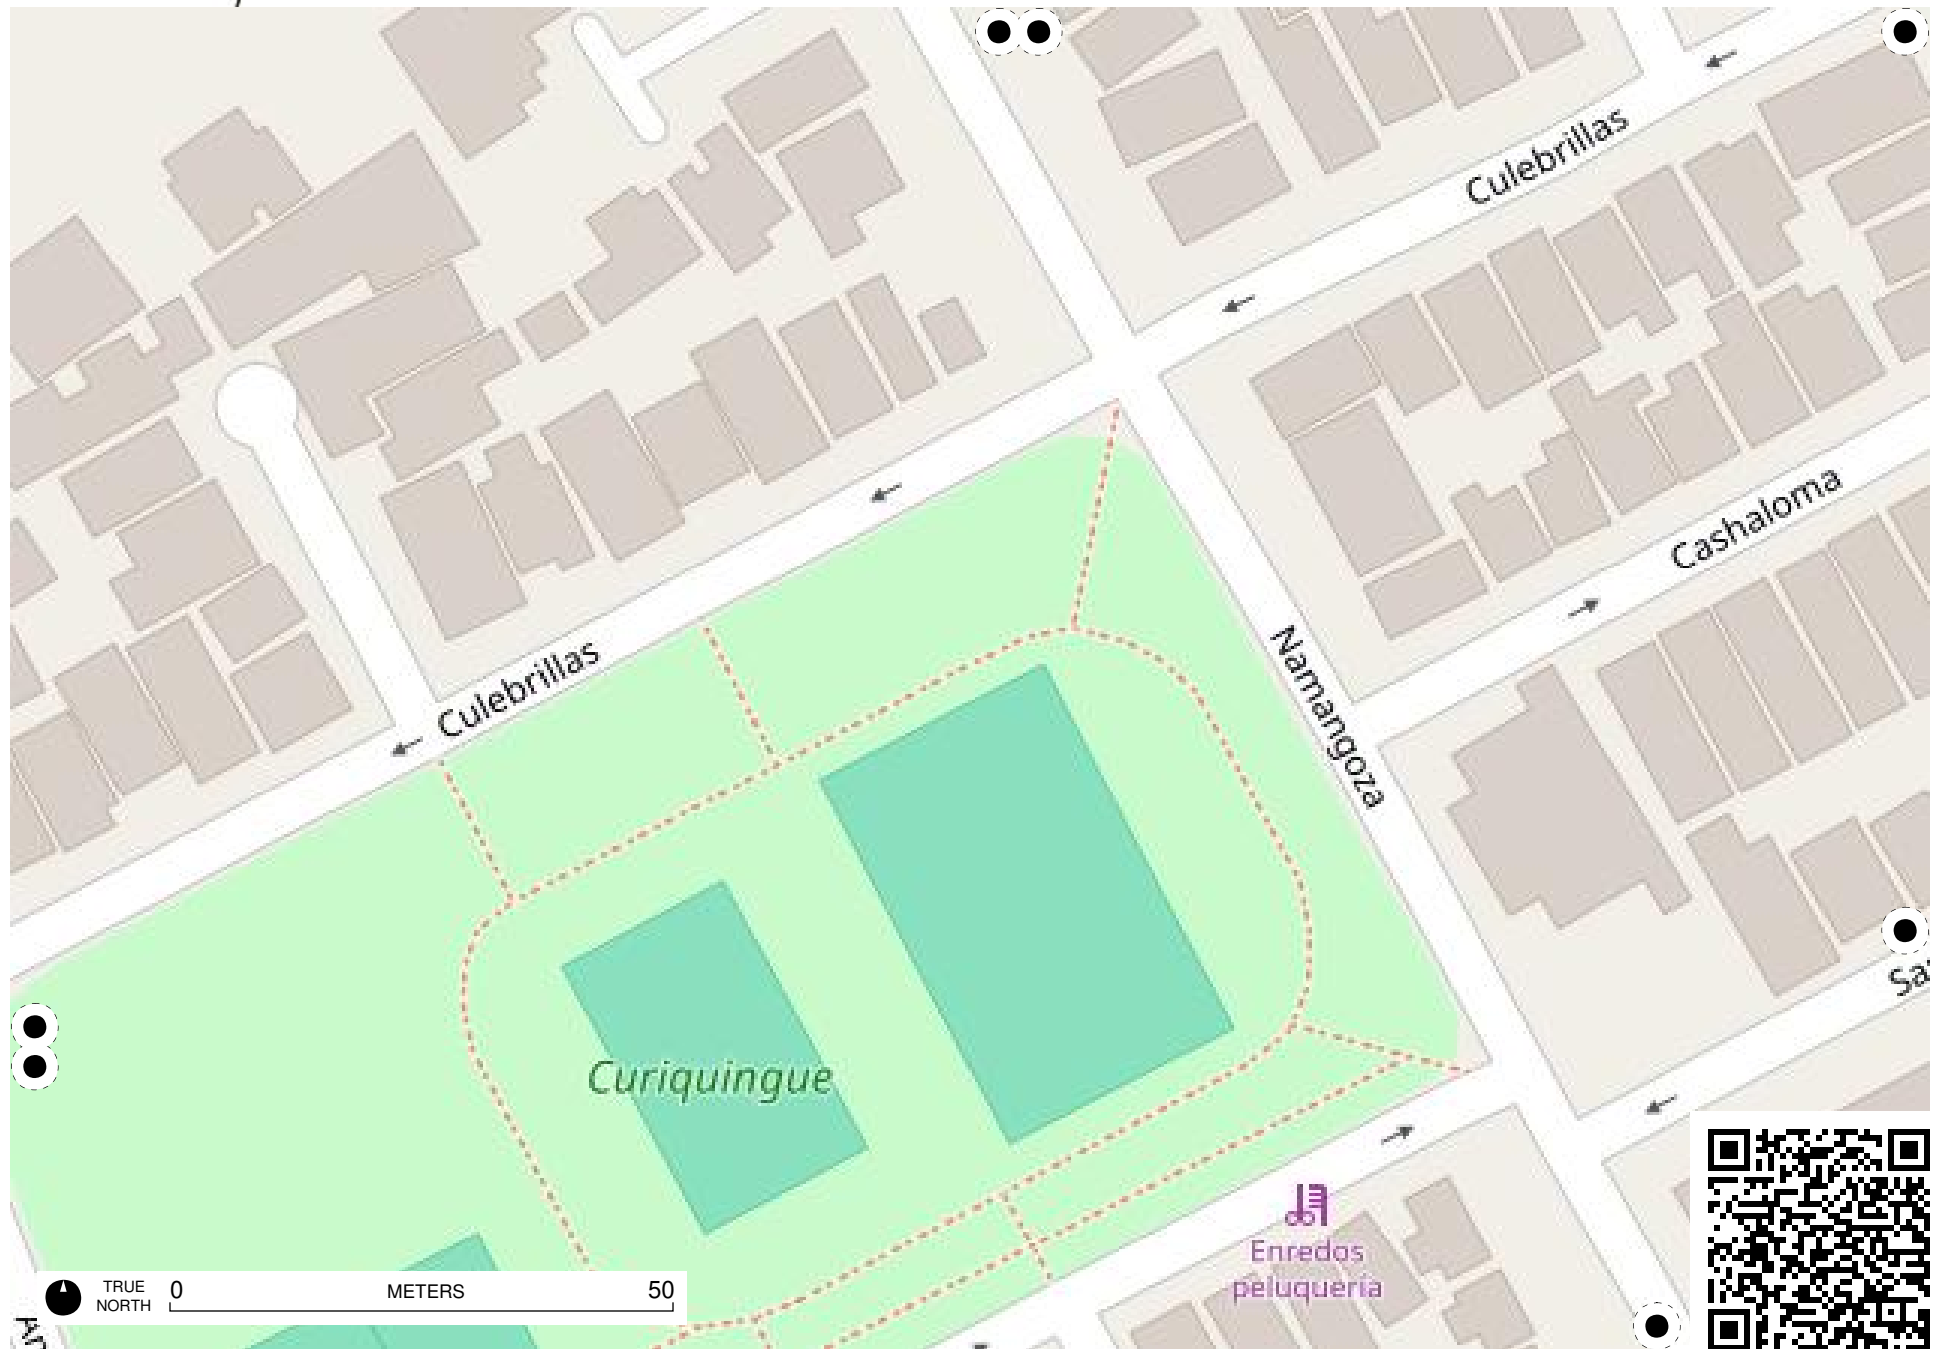 Culebrillas
Cashaloma
Culebrillas
Namangoza
Curiquingue
Enredos
peluquería
TRUE
NORTH
0
METERS
50